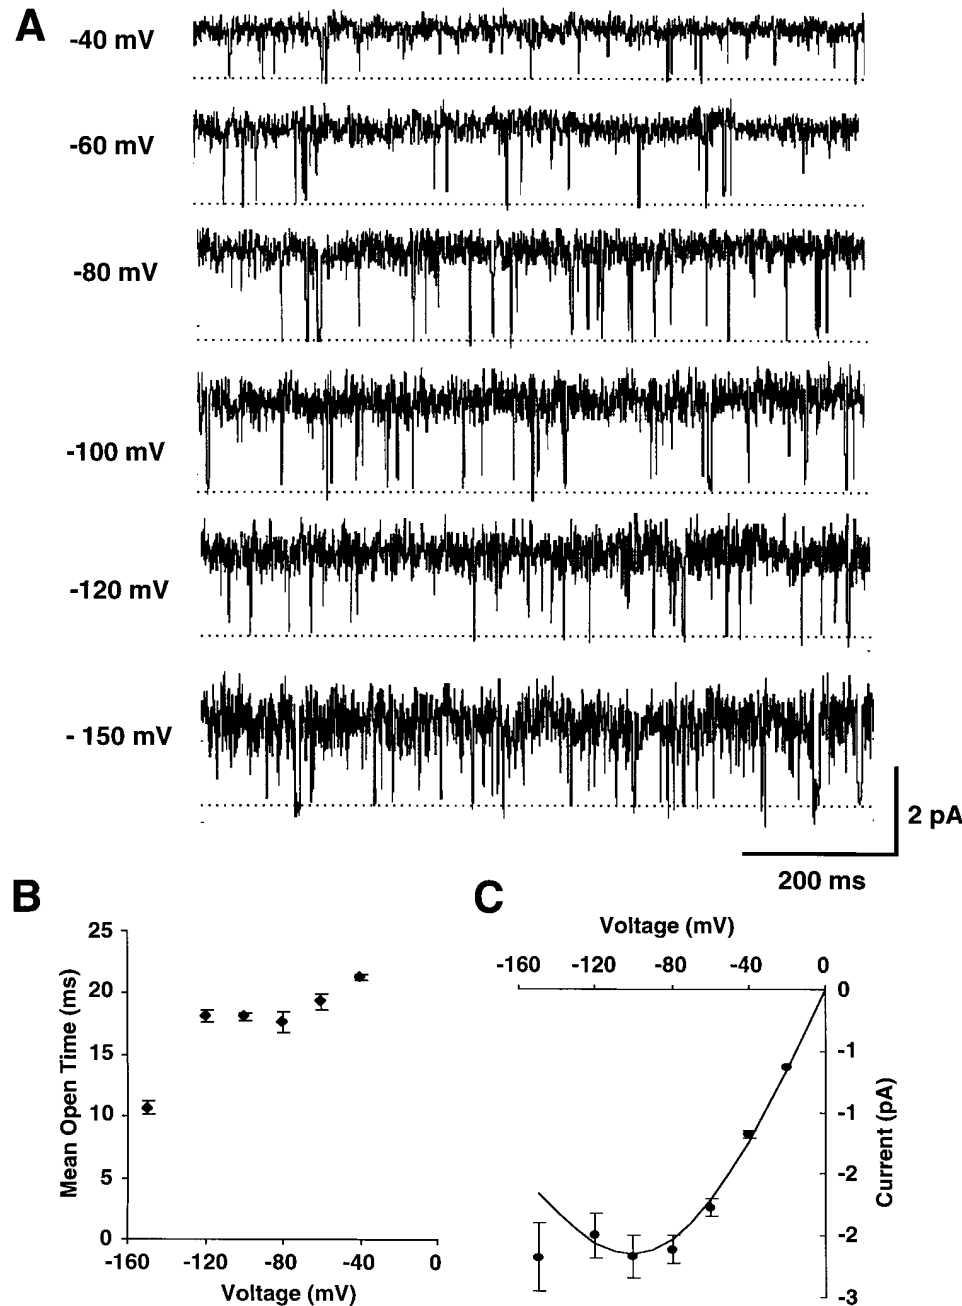 A
-40 mV
-60 mV
-80 mV
-100 mV
-120 mV
- 150 mV
2 pA
200 ms
B
25
20
15
10
5
0
-160 -120 -80 -40 0
Mean Open Time (ms)
Voltage (mV)
C
Voltage (mV)
-160 -120 -80 -40 0
0
-1
-1
-2
-2
-3
Current (pA)